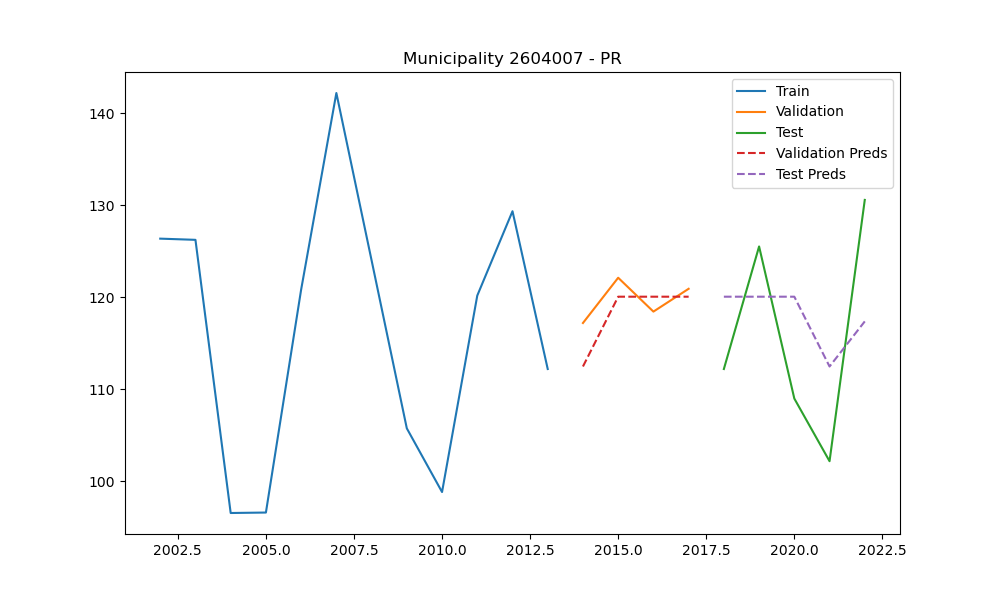 Municipality 2604007 - PR
Train
Validation
Test
Validation Preds
Test Preds
140
130
120
110
100
2002.5 2005.0 2007.5 2010.0 2012.5 2015.0 2017.5 2020.0 2022.5